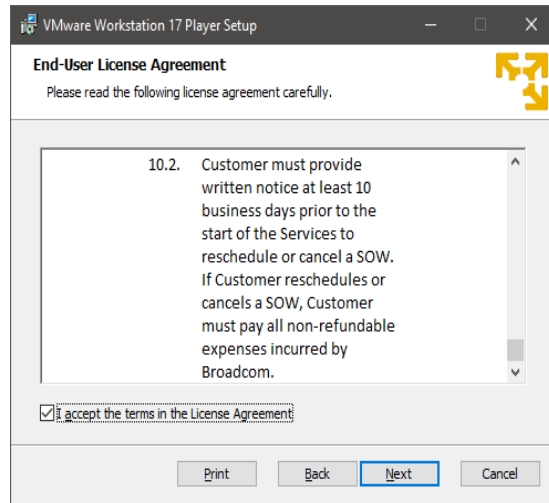 VMware Workstation 17 Player Setup
End-User License Agreement
Please read the following license agreement carefully.
10.2. Customer must provide
written notice at least 10
business days prior to the
start of the Services to
reschedule or cancel a SOW.
If Customer reschedules or
cancels a SOW, Customer
must pay all non-refundable
expenses incurred by
Broadcom.
I accept the terms in the License Agreement
Print Back Next Cancel